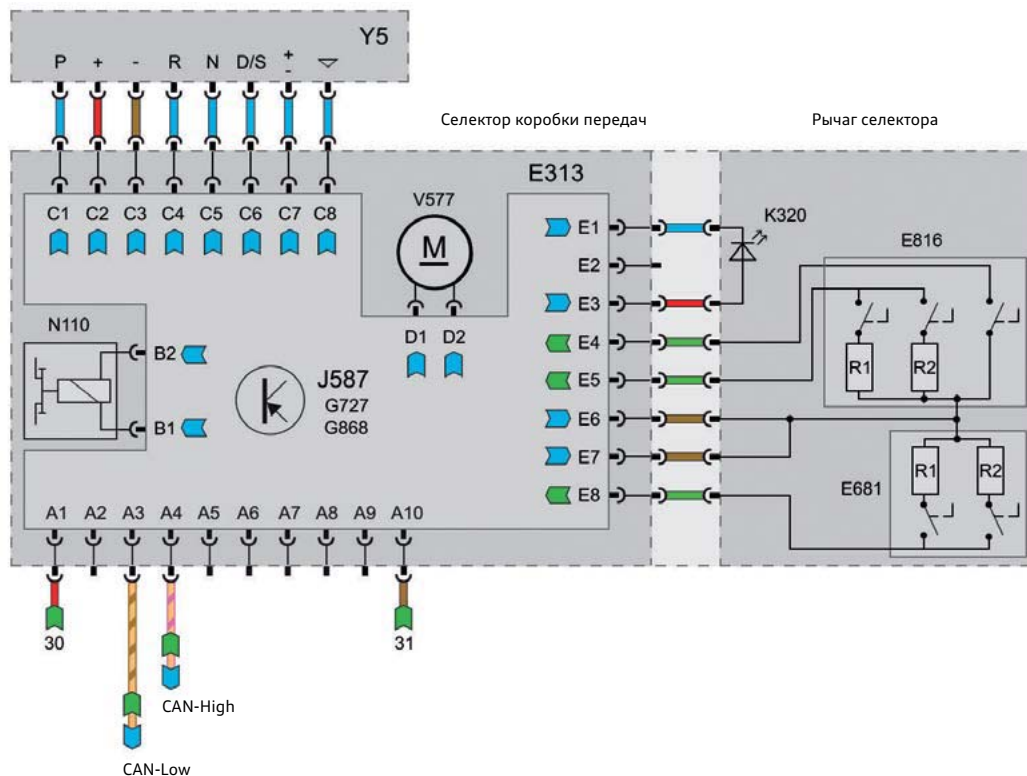 Y5
P + - R N D/S + - ▽
Селектор коробки передач
Рычаг селектора
E313
C1 C2 C3 C4 C5 C6 C7 C8
V577
M
D1 D2
N110
B2
B1
J587
G727
G868
E1
E2
E3
E4
E5
E6
E7
E8
K320
E816
R1 R2
E681
R1 R2
A1 A2 A3 A4 A5 A6 A7 A8 A9 A10
30
31
CAN-High
CAN-Low